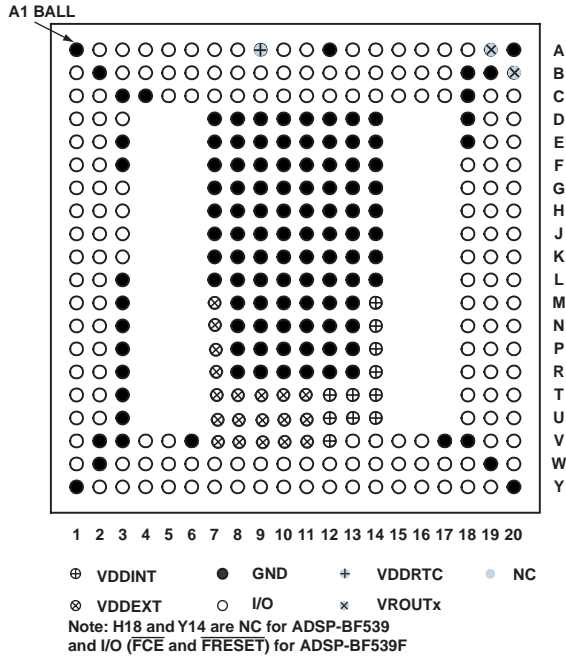 A1 BALL
A
B
C
D
E
F
G
H
J
K
L
M
N
P
R
T
U
V
W
Y
1 2 3 4 5 6 7 8 9 10 11 12 13 14 15 16 17 18 19 20
VDDINT GND VDDRTC NC
VDDEXT I/O VROUTx
Note: H18 and Y14 are NC for ADSP-BF539
and I/O (FCE and FRESET) for ADSP-BF539F